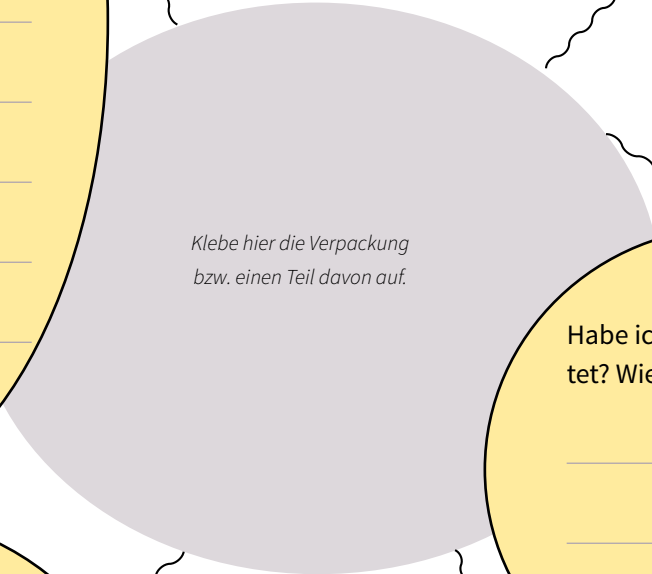 Klebe hier die Verpackung
bzw. einen Teil davon auf.
Habe ic
tet? Wie